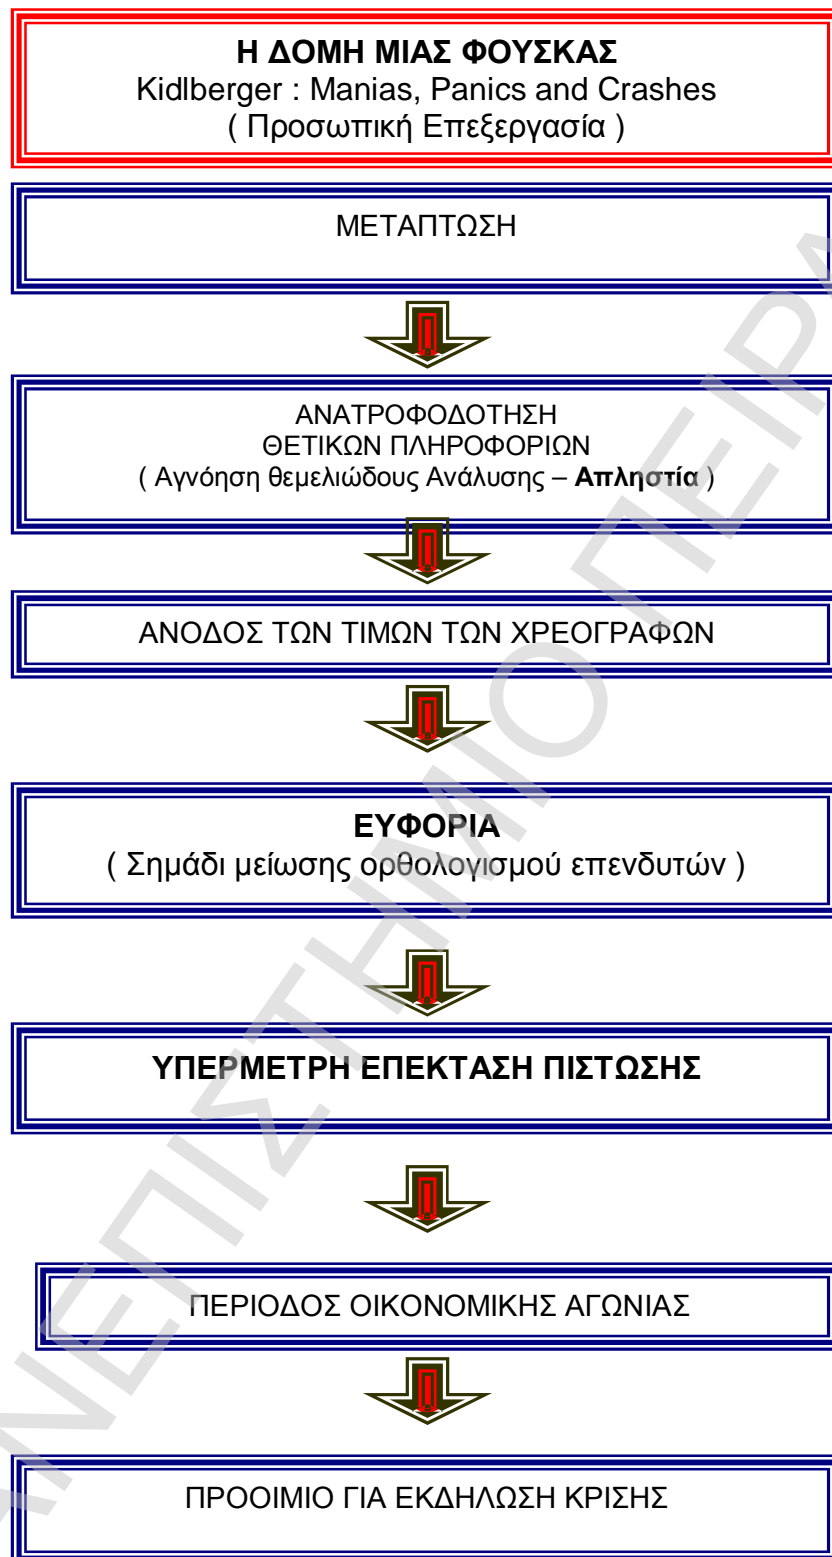 Η ΔΟΜΗ ΜΙΑΣ ΦΟΥΣΚΑΣ
Kidlberger : Manias, Panics and Crashes
( Προσωπική Επεξεργασία )
ΜΕΤΑΠΤΩΣΗ
ΑΝΑΤΡΟΦΟΔΟΤΗΣΗ
ΘΕΤΙΚΩΝ ΠΛΗΡΟΦΟΡΙΩΝ
( Αγνόηση θεμελιώδους Ανάλυσης – Απληστία )
ΑΝΟΔΟΣ ΤΩΝ ΤΙΜΩΝ ΤΩΝ ΧΡΕΟΓΡΑΦΩΝ
ΕΥΦΟΡΙΑ
( Σημάδι μείωσης ορθολογισμού επενδυτών )
ΥΠΕΡΜΕΤΡΗ ΕΠΕΚΤΑΣΗ ΠΙΣΤΩΣΗΣ
ΠΕΡΙΟΔΟΣ ΟΙΚΟΝΟΜΙΚΗΣ ΑΓΩΝΙΑΣ
ΠΡΟΟΙΜΙΟ ΓΙΑ ΕΚΔΗΛΩΣΗ ΚΡΙΣΗΣ
ΑΝΕΠΙΣΤΗΜΙΟ ΠΕΙΡΑ